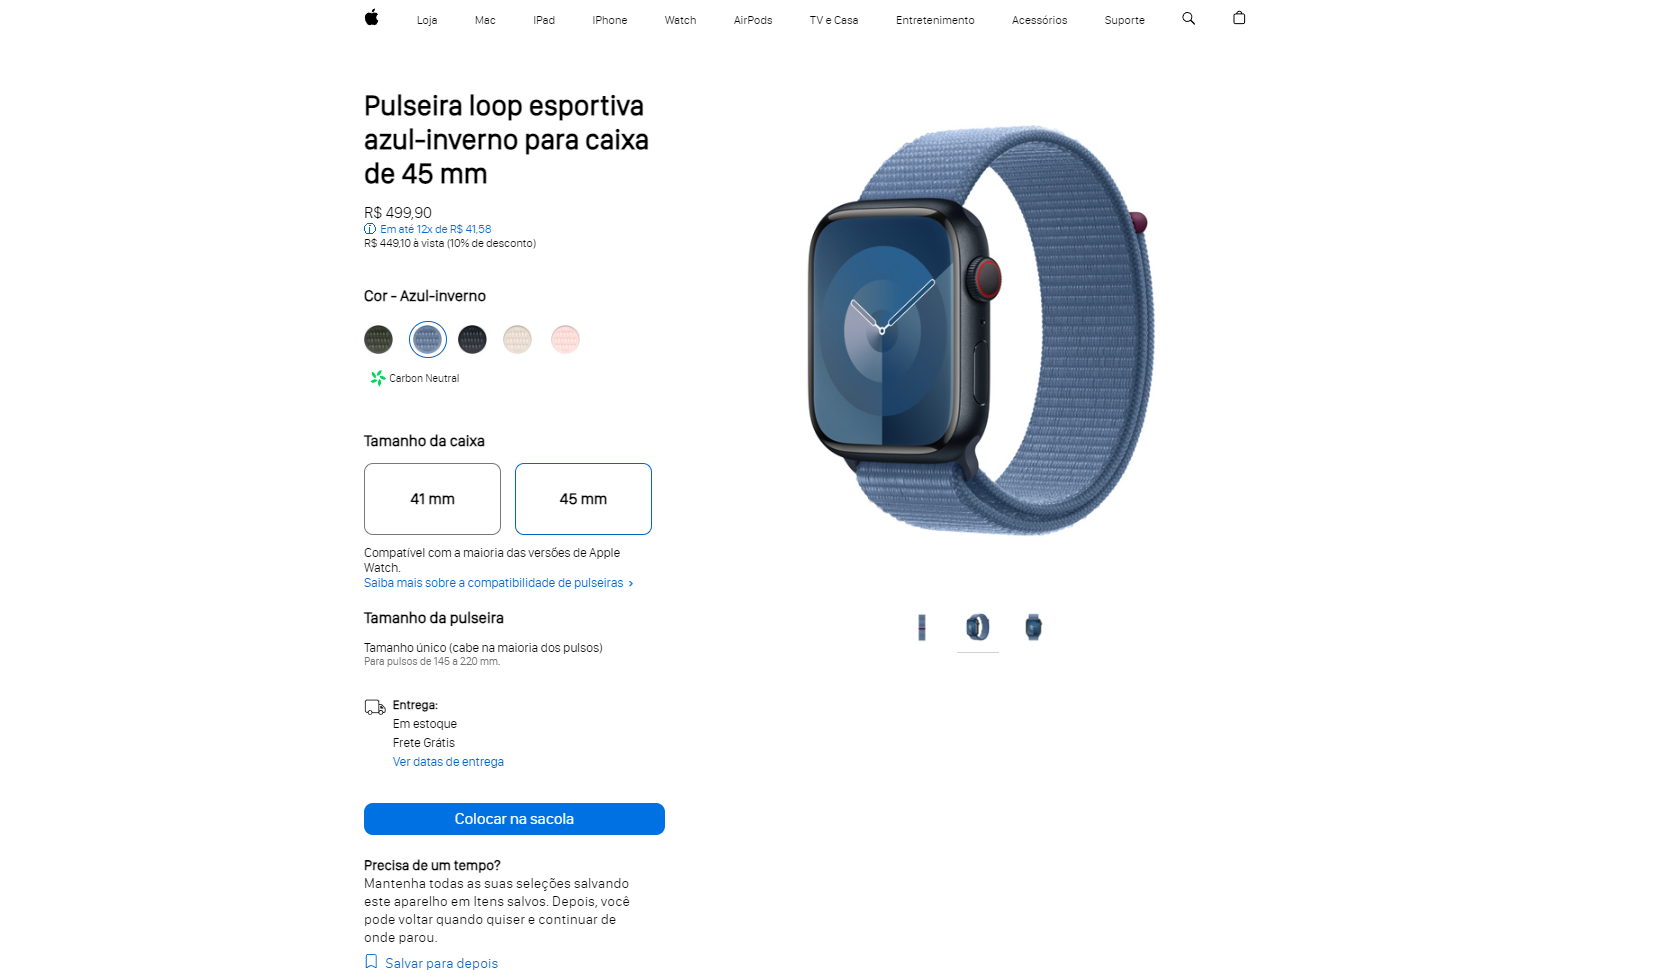 Loja Mac IPad IPhone Watch AirPods TV e Casa Entretenimento Acessórios Suporte
Pulseira loop esportiva
azul-inverno para caixa
de 45 mm
R$ 499,90
Em até 12x de R$ 41,58
R$ 449,10 à vista (10% de desconto)
Cor - Azul-inverno
Carbon Neutral
Tamanho da caixa
41 mm 45 mm
Compatível com a maioria das versões de Apple
Watch.
Saiba mais sobre a compatibilidade de pulseiras >
Tamanho da pulseira
Tamanho único (cabe na maioria dos pulsos)
Para pulsos de 145 a 220 mm.
Entrega:
Em estoque
Frete Grátis
Ver datas de entrega
Colocar na sacola
Precisa de um tempo?
Mantenha todas as suas seleções salvando
este aparelho em Itens salvos. Depois, você
pode voltar quando quiser e continuar de
onde parou.
Salvar para depois